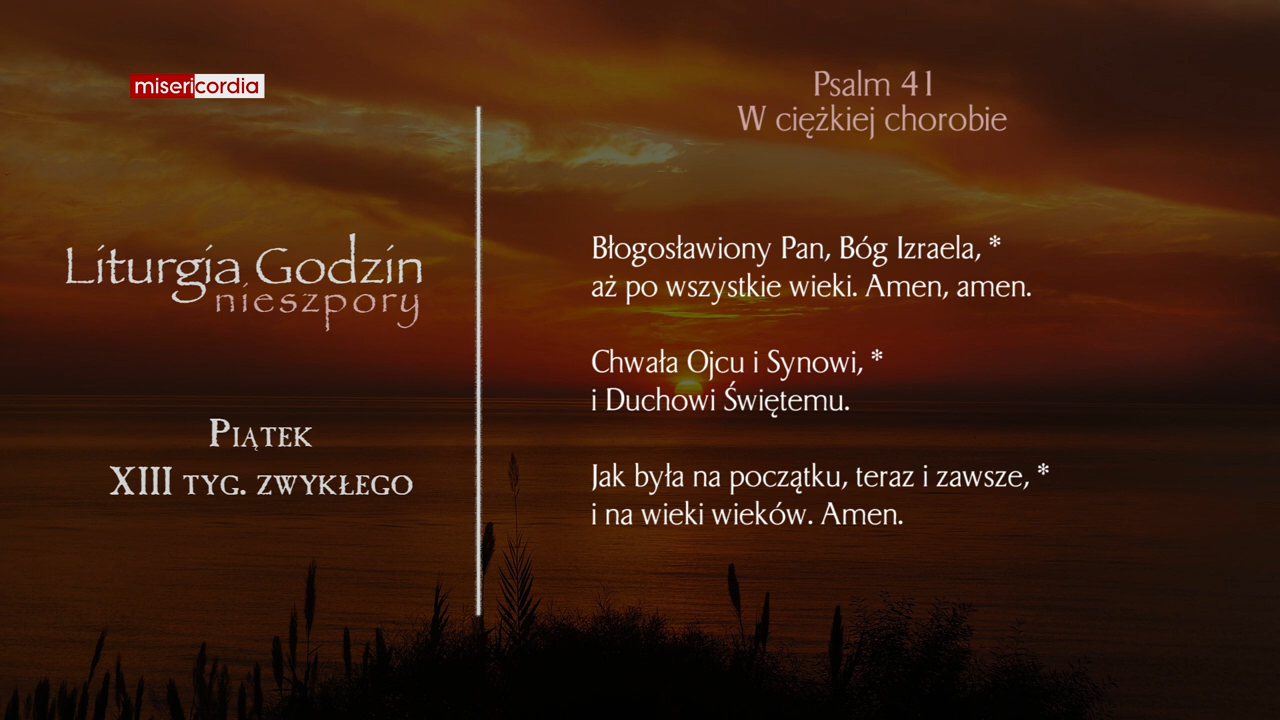 misericordia
Liturgia Godzin
nieszpory
Piątek
XIII tyg. zwykłego
Psalm 41
W ciężkiej chorobie
Błogosławiony Pan, Bóg Izraela, *
aż po wszystkie wieki. Amen, amen.
Chwała Ojcu i Synowi, *
i Duchowi Świętemu.
Jak była na początku, teraz i zawsze, *
i na wieki wieków. Amen.